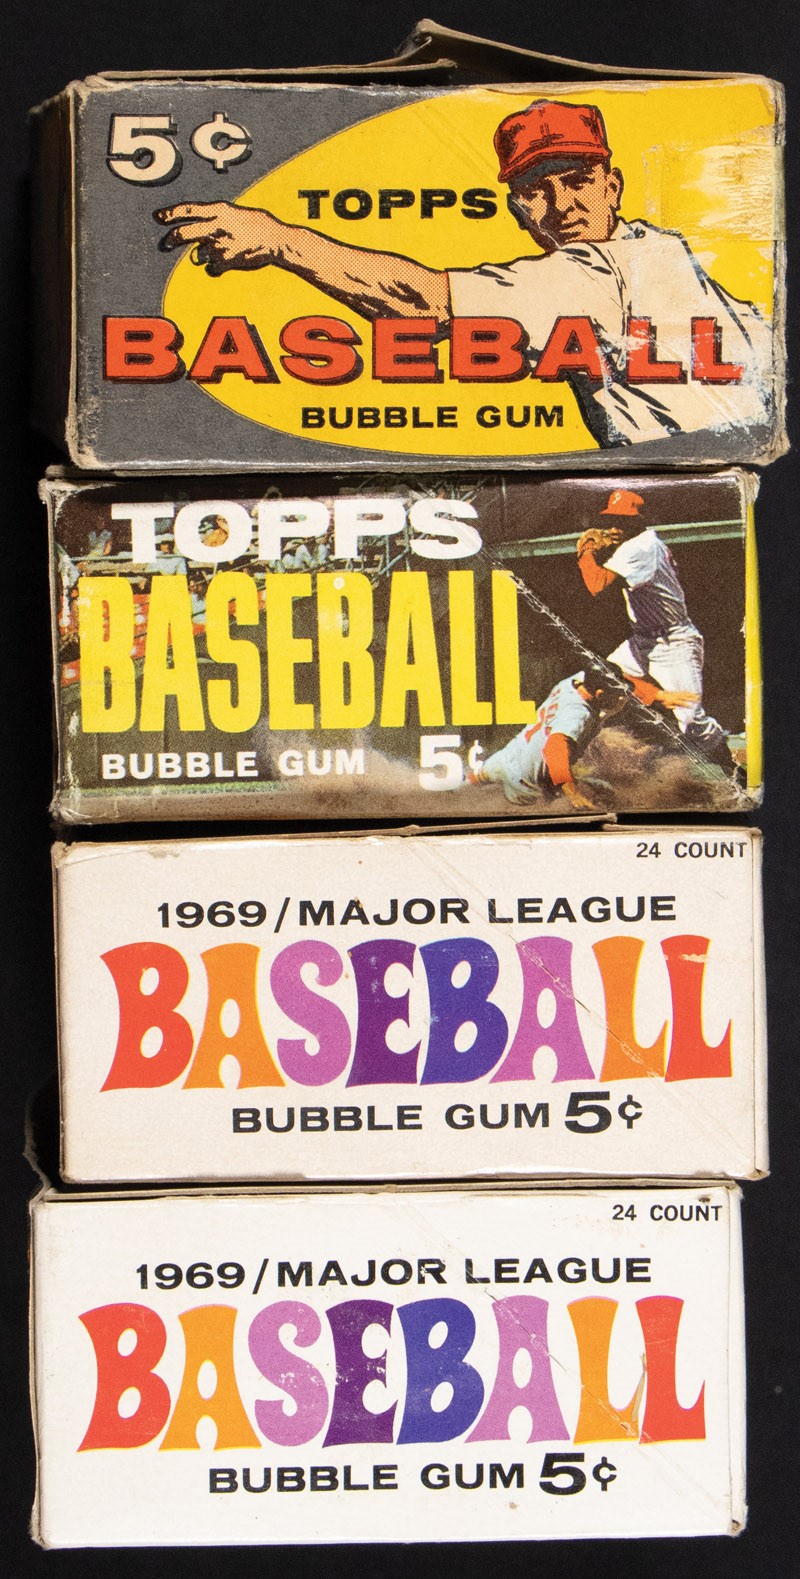 5¢
TOPPS
BASEBALL
BUBBLE GUM
TOPPS
BASEBALL
BUBBLE GUM 5¢
24 COUNT
1969/MAJOR LEAGUE
BASEBALL
BUBBLE GUM 5¢
24 COUNT
1969/MAJOR LEAGUE
BASEBALL
BUBBLE GUM 5¢